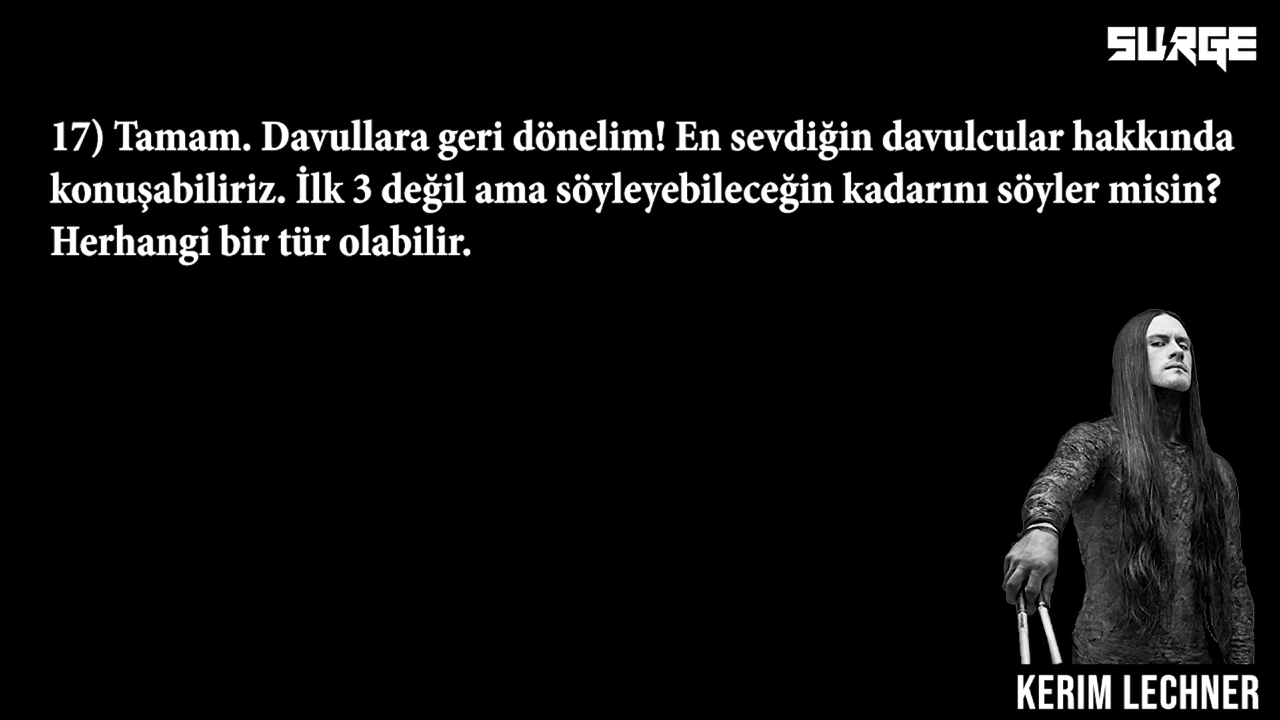 SURGE
17) Tamam. Davullara geri dönelim! En sevdiğin davulcular hakkında
konuşabiliriz. İlk 3 değil ama söyleyebileceğin kadarını söyler misin?
Herhangi bir tür olabilir.
KERIM LECHNER